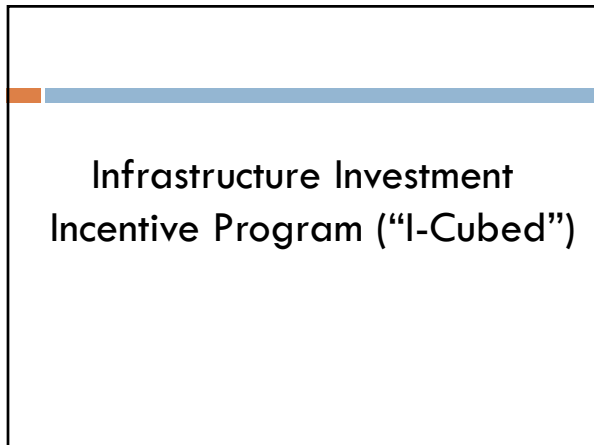 Infrastructure Investment
Incentive Program (“I-Cubed”)